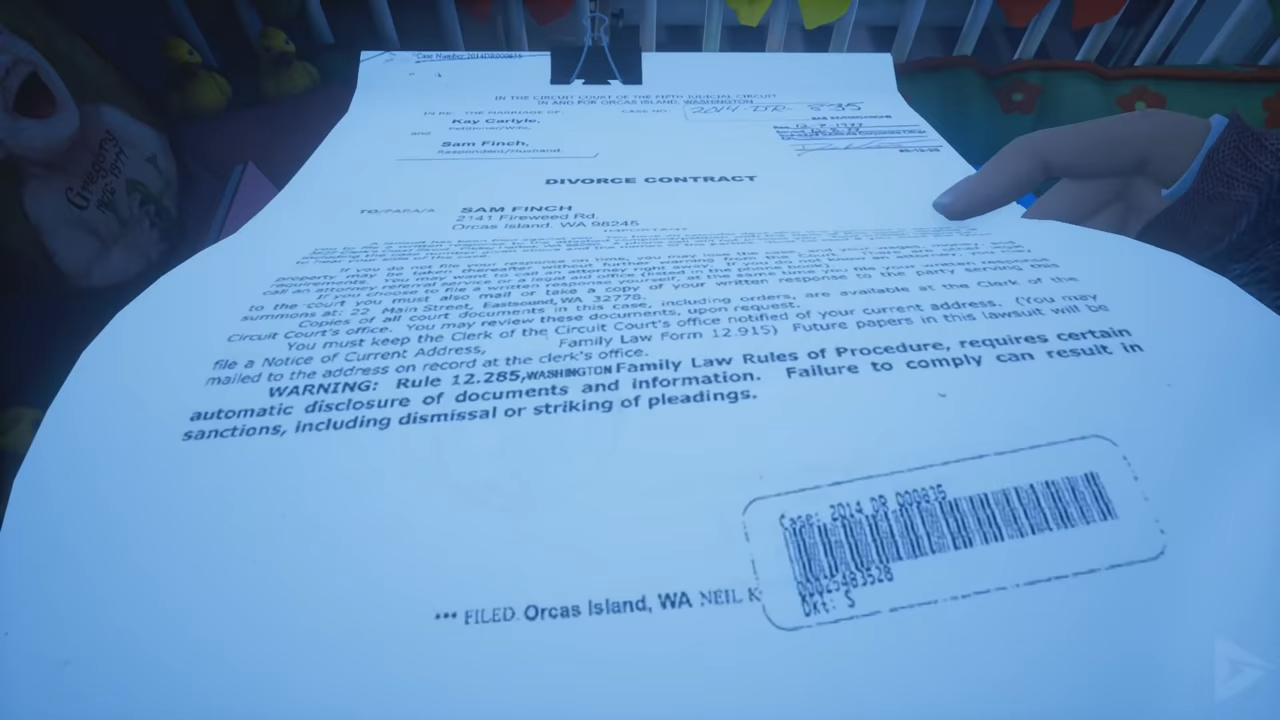 Case Number:2014DR000835
IN THE CIRCUIT COURT OF THE FIFTH JUDICIAL CIRCUIT
IN AND FOR ORCAS ISLAND, WASHINGTON
IN RE: THE MARRIAGE OF: CASE NO.: 2014-DR- 835
Kay Carlyle,
Petitioner/Wife,
and
Sam Finch,
Respondent/Husband.
DIVORCE CONTRACT
TO/PARA/A SAM FINCH
2141 Fireweed Rd.
Orcas Island, WA 98245
IMPORTANT
If you do not file your response on time, you may lose the case, and your wages, money, and
property may be taken thereafter without further warning from the Court. There are other legal
requirements. You may want to call an attorney right away. If you do not know an attorney, you may
call an attorney referral service or a legal aid office (listed in the phone book).
If you choose to file a written response yourself, at the same time you file your written response
to the court you must also mail or take a copy of your written response to the party serving this
summons at: 22 Main Street, Eastsound, WA 32778.
Copies of all court documents in this case, including orders, are available at the Clerk of the
Circuit Court's office. You may review these documents, upon request.
You must keep the Clerk of the Circuit Court's office notified of your current address. (You may
file a Notice of Current Address, Family Law Form 12.915) Future papers in this lawsuit will be
mailed to the address on record at the clerk's office.
WARNING: Rule 12.285, WASHINGTON Family Law Rules of Procedure, requires certain
automatic disclosure of documents and information. Failure to comply can result in
sanctions, including dismissal or striking of pleadings.
Case: 2014 DR 000835
00025483528
Dkt: S
*** FILED. Orcas Island, WA NEIL K
Gregory
1976-1977